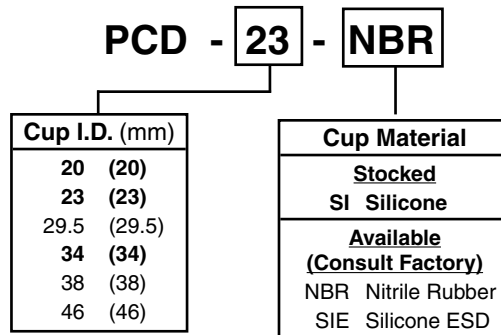 PCD - 23 - NBR
Cup I.D. (mm)
20 (20)
23 (23)
29.5 (29.5)
34 (34)
38 (38)
46 (46)
Cup Material
Stocked
SI Silicone
Available
(Consult Factory)
NBR Nitrile Rubber
SIE Silicone ESD